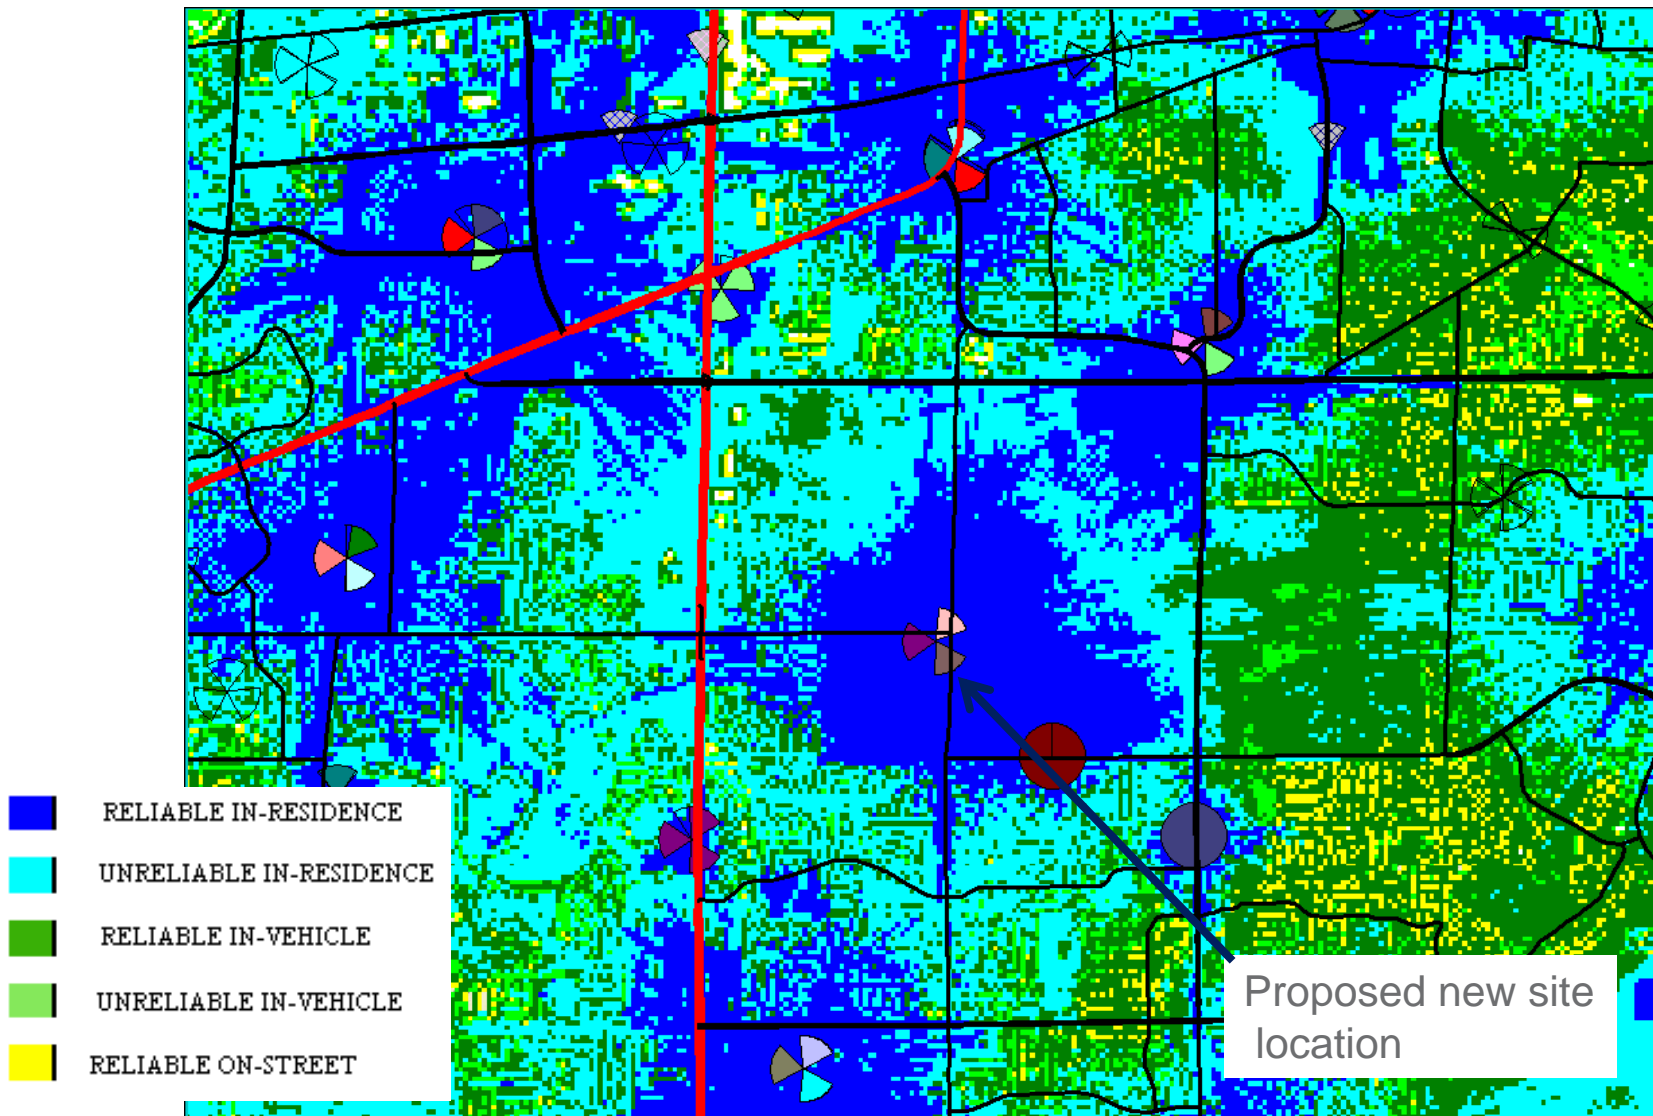 RELIABLE IN-RESIDENCE
UNRELIABLE IN-RESIDENCE
RELIABLE IN-VEHICLE
UNRELIABLE IN-VEHICLE
RELIABLE ON-STREET
Proposed new site
location